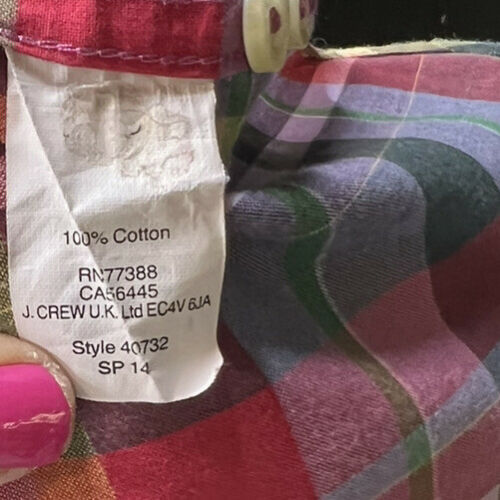 100% Cotton
RN77388
CA56445
J. CREW U.K. Ltd EC4V 6JA
Style 40732
SP 14